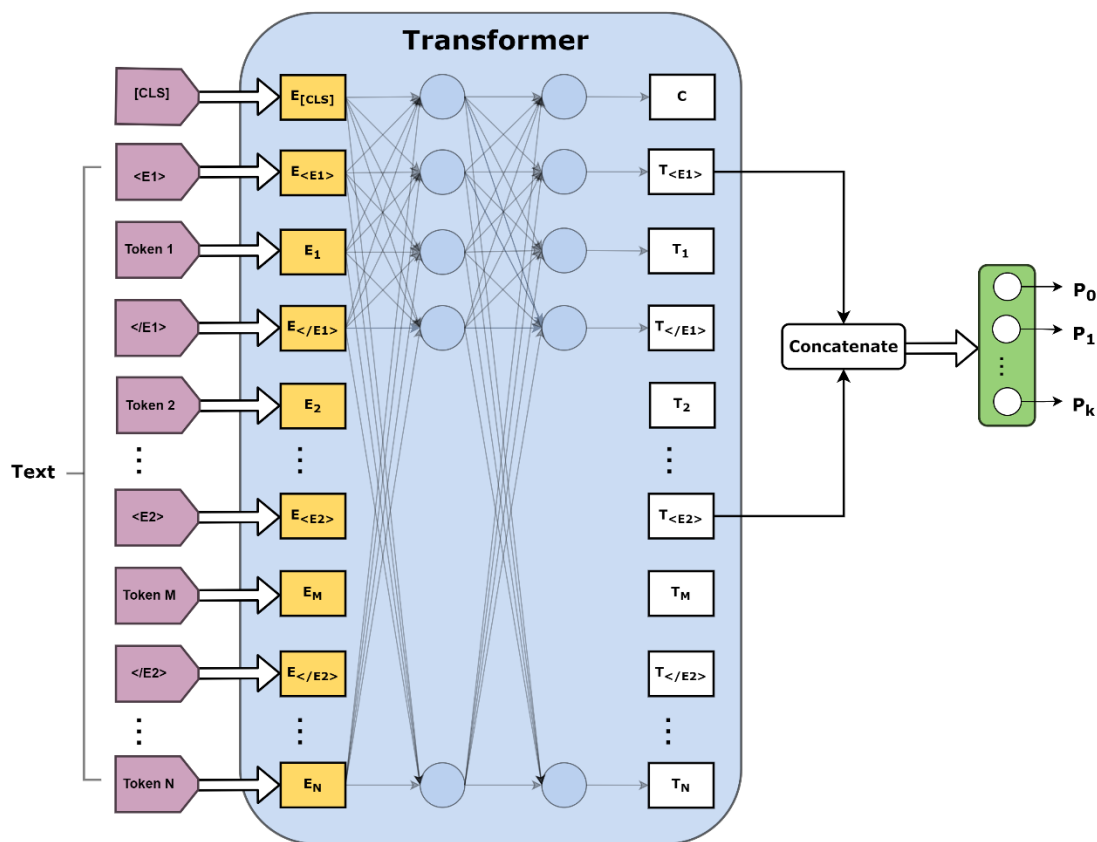 Transformer
[CLS]
E[CLS]
C
<E1>
E<E1>
T<E1>
Token 1
E1
T1
</E1>
E</E1>
T</E1>
Token 2
E2
T2
⋮ ⋮ ⋮
Text
<E2>
E<E2>
T<E2>
Token M
EM
TM
</E2>
E</E2>
T</E2>
⋮ ⋮ ⋮
Token N
EN
TN
Concatenate
P0
P1
⋮
Pk